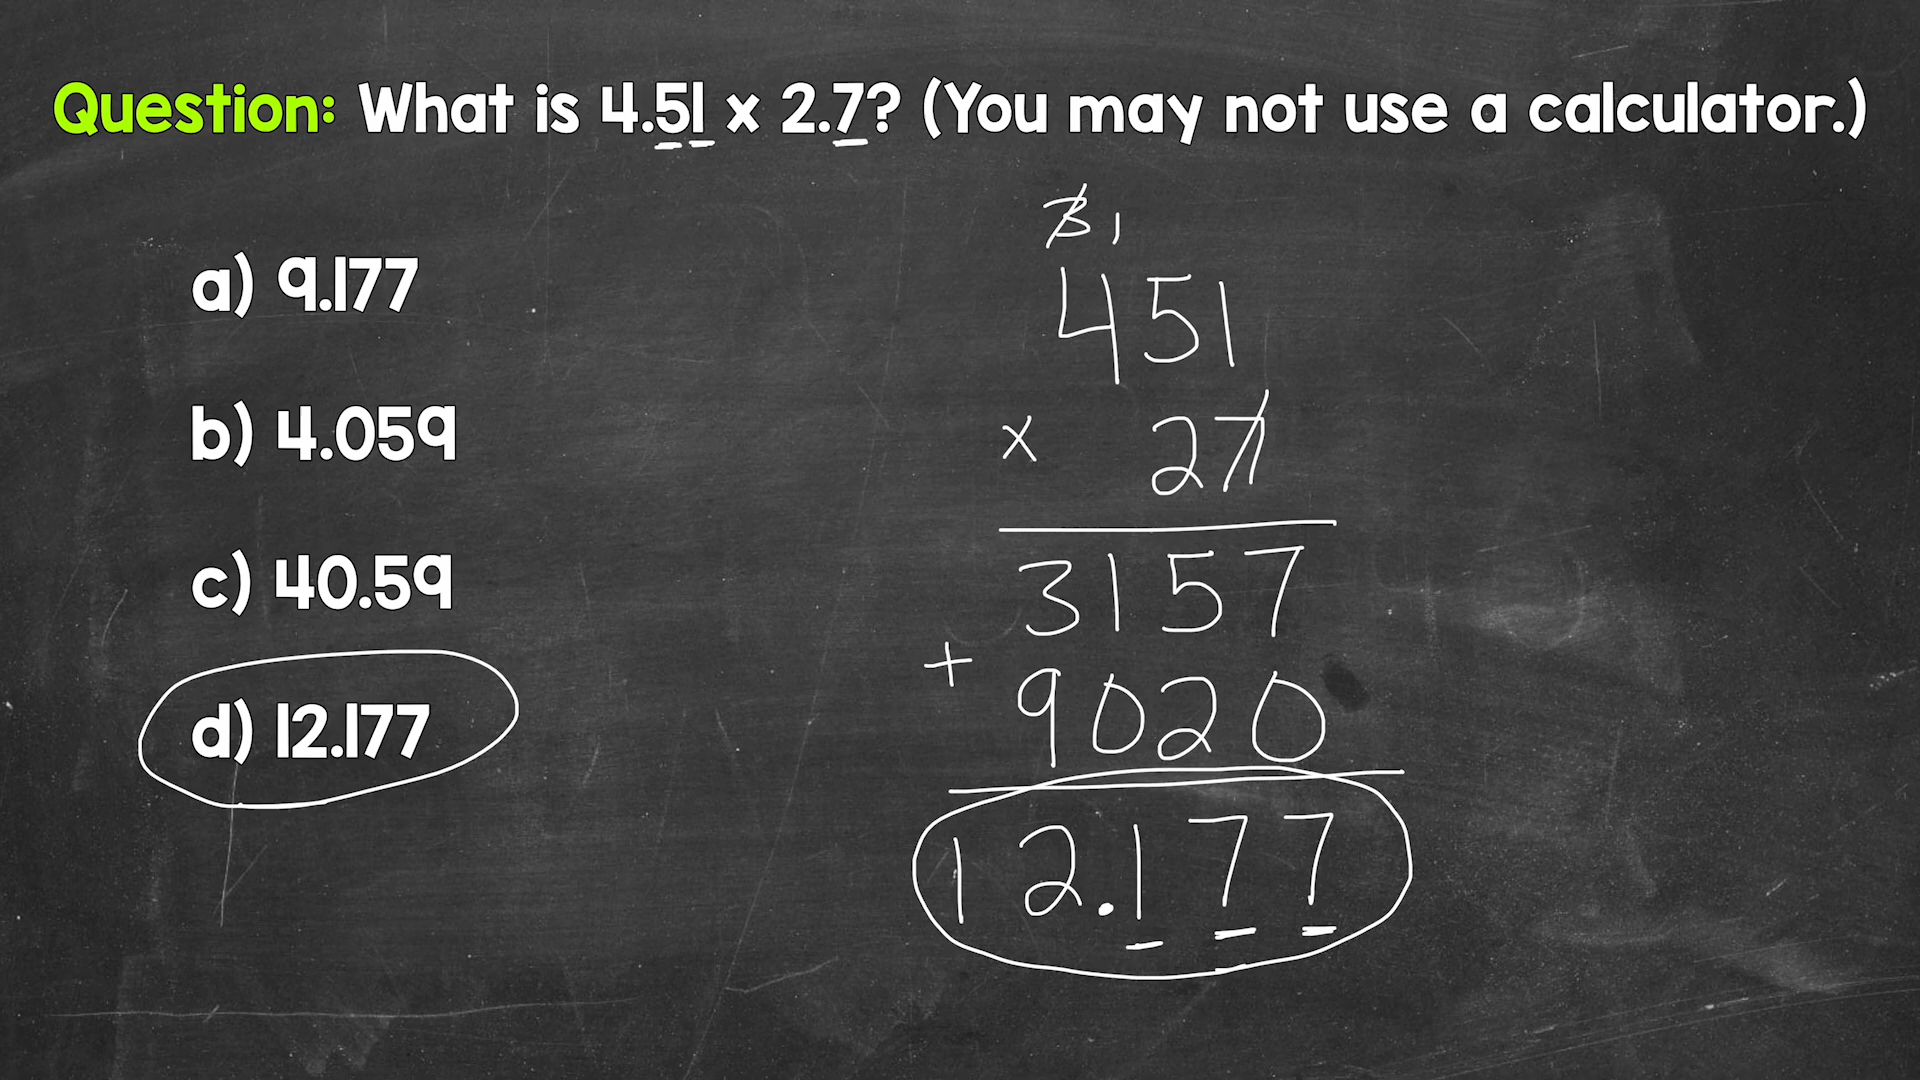 Question: What is 4.51 x 2.7? (You may not use a calculator.)
a) 9.177
b) 4.059
c) 40.59
d) 12.177
3 1
451
x 27
3157
+ 9020
12.177